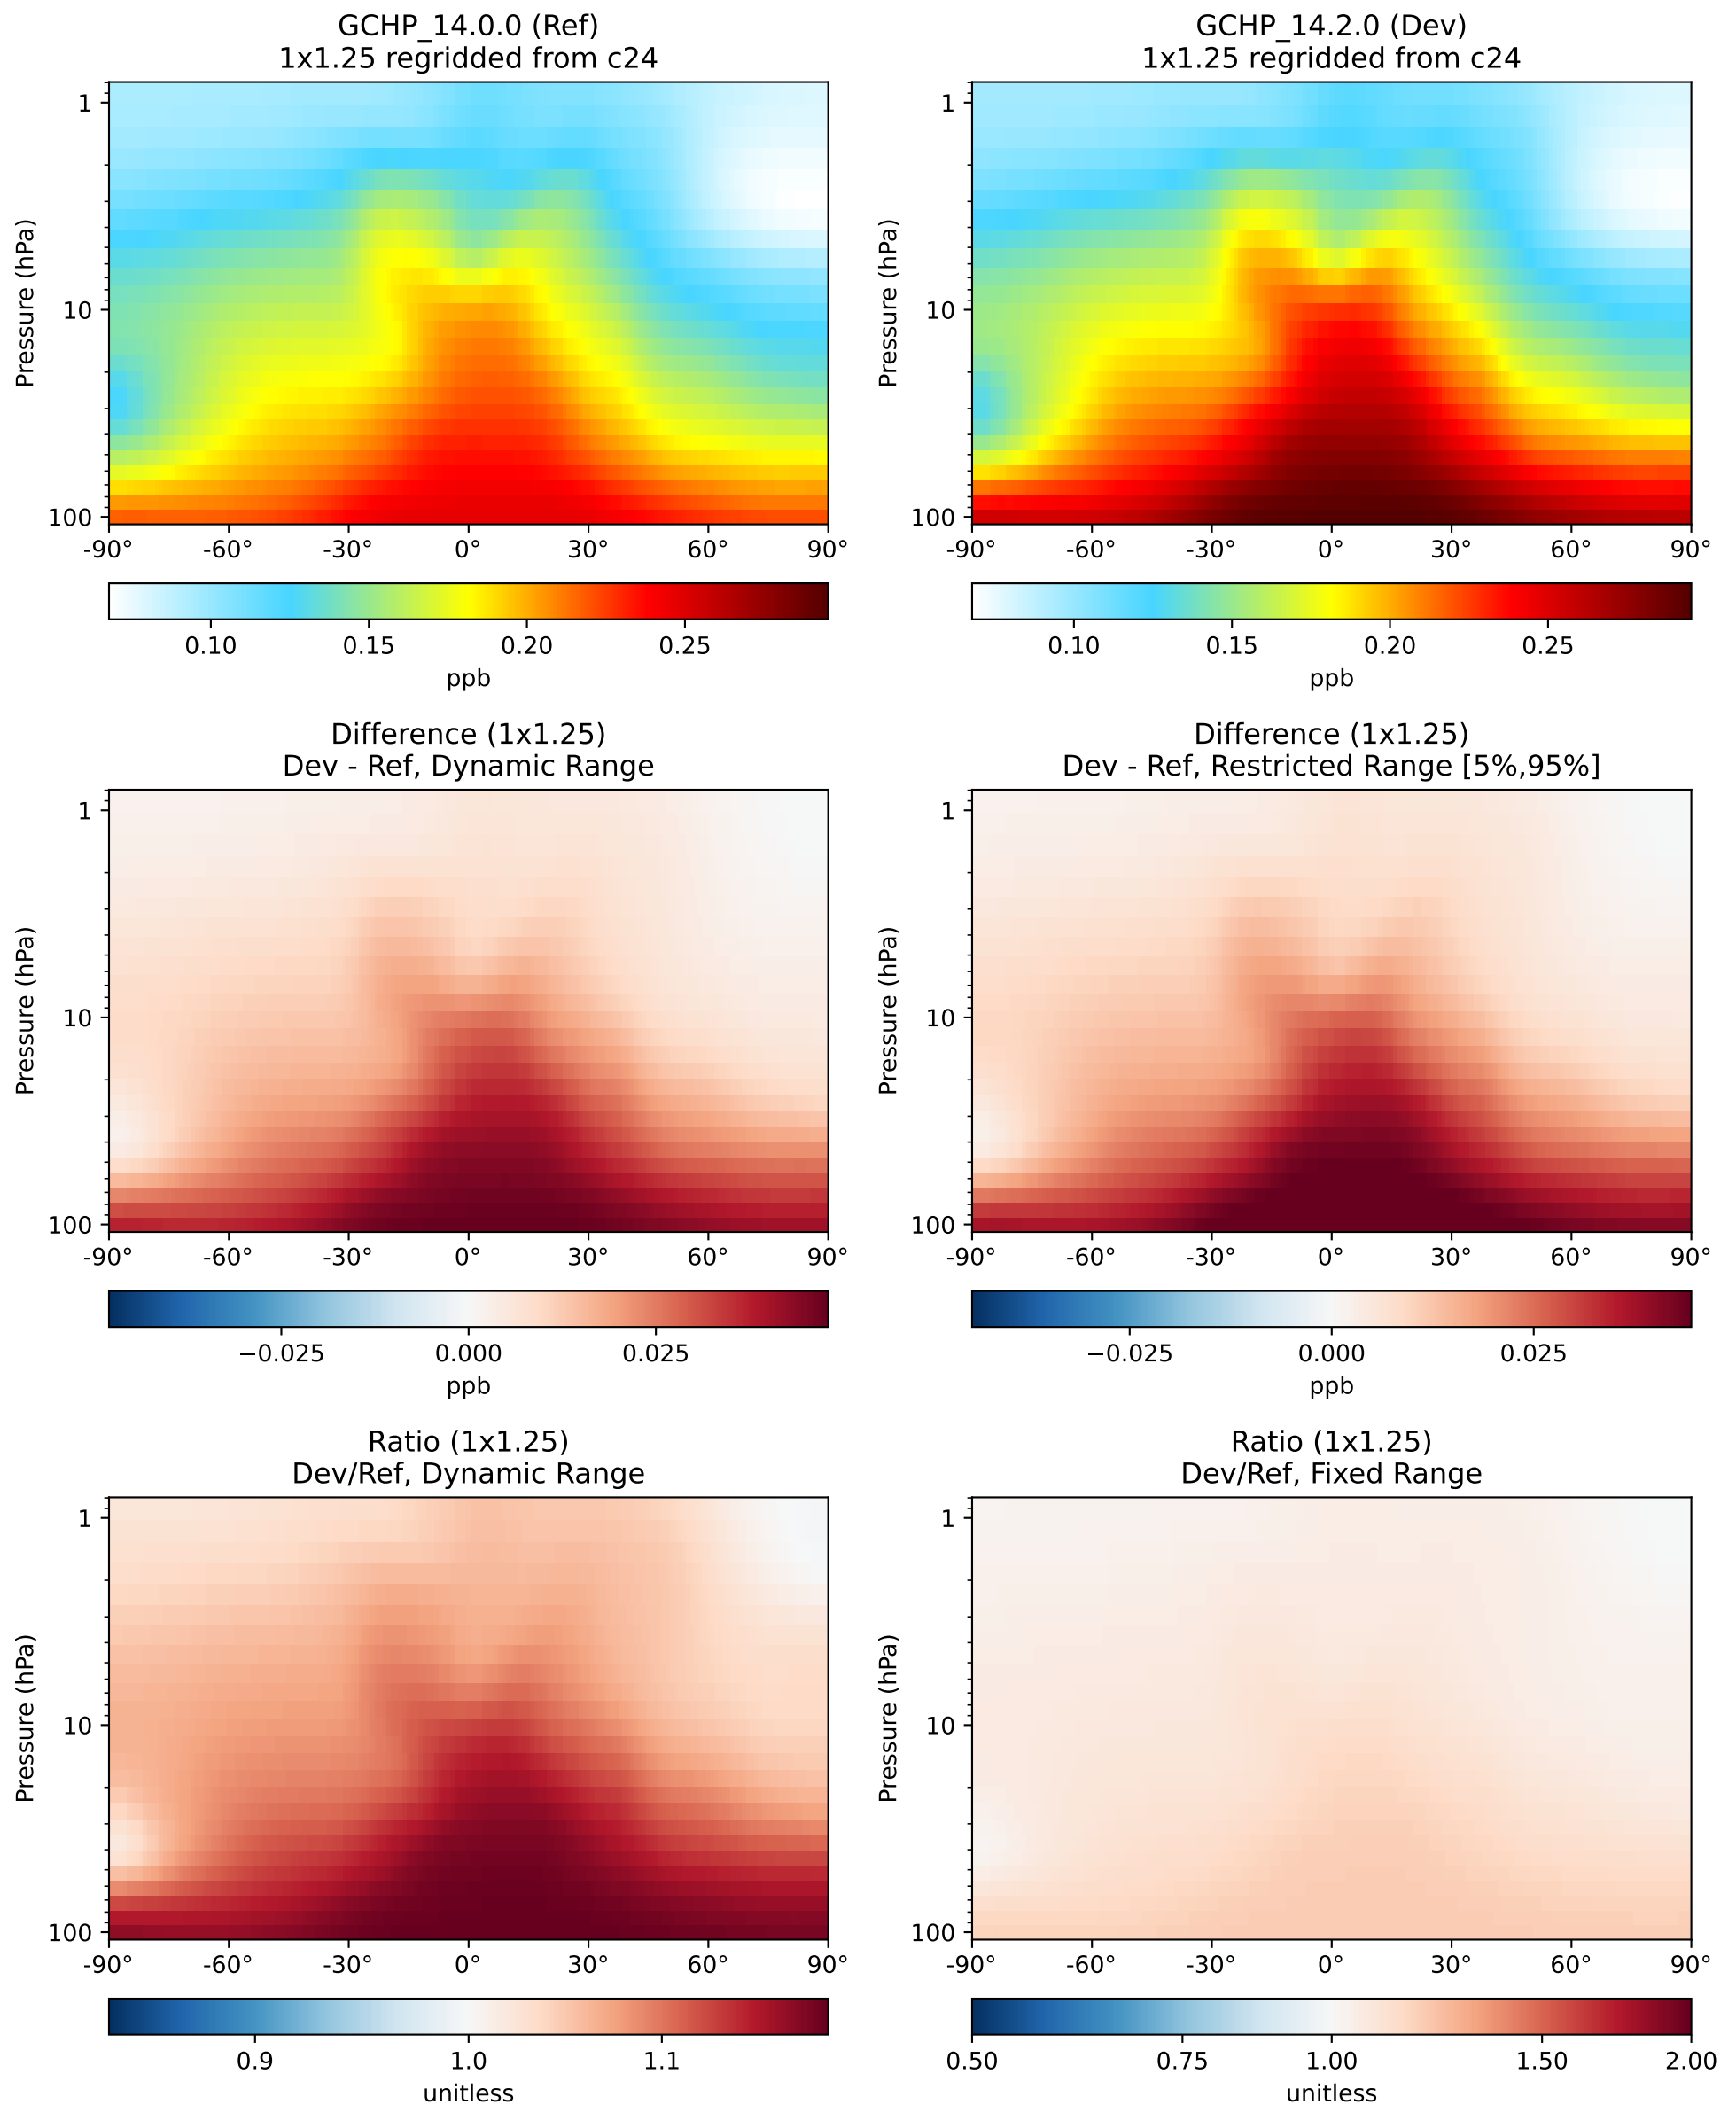 GCHP_14.0.0 (Ref)
1x1.25 regridded from c24
Pressure (hPa)
1
10
100
-90° -60° -30° 0° 30° 60° 90°
0.10 0.15 0.20 0.25
ppb
GCHP_14.2.0 (Dev)
1x1.25 regridded from c24
Pressure (hPa)
1
10
100
-90° -60° -30° 0° 30° 60° 90°
0.10 0.15 0.20 0.25
ppb
Difference (1x1.25)
Dev - Ref, Dynamic Range
Pressure (hPa)
1
10
100
-90° -60° -30° 0° 30° 60° 90°
−0.025 0.000 0.025
ppb
Difference (1x1.25)
Dev - Ref, Restricted Range [5%,95%]
Pressure (hPa)
1
10
100
-90° -60° -30° 0° 30° 60° 90°
−0.025 0.000 0.025
ppb
Ratio (1x1.25)
Dev/Ref, Dynamic Range
Pressure (hPa)
1
10
100
-90° -60° -30° 0° 30° 60° 90°
0.9 1.0 1.1
unitless
Ratio (1x1.25)
Dev/Ref, Fixed Range
Pressure (hPa)
1
10
100
-90° -60° -30° 0° 30° 60° 90°
0.50 0.75 1.00 1.50 2.00
unitless